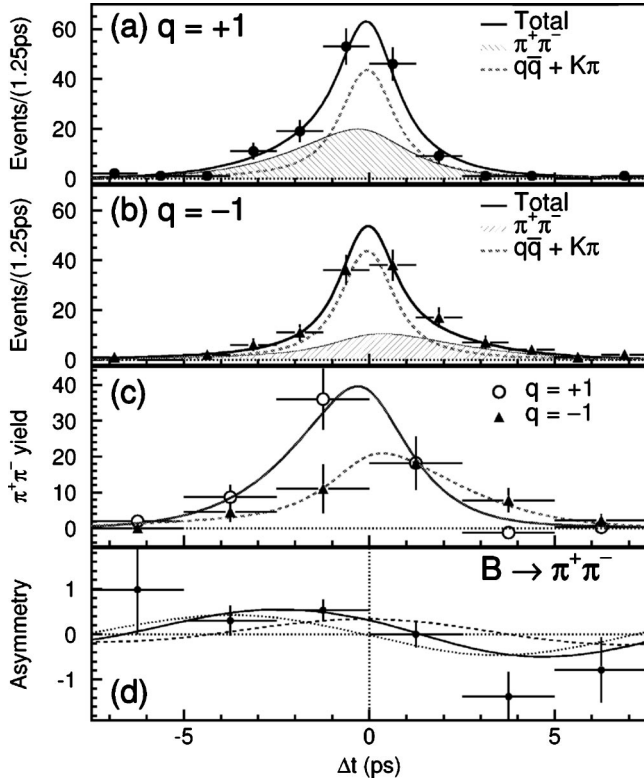 (a) q = +1
Total
π⁺π⁻
qq̅ + Kπ
Events/(1.25ps)
60
40
20
0
(b) q = −1
Total
π⁺π⁻
qq̅ + Kπ
Events/(1.25ps)
60
40
20
0
(c)
q = +1
q = −1
π⁺π⁻ yield
40
30
20
10
0
B → π⁺π⁻
Asymmetry
1
0
-1
(d)
-5
0
5
Δt (ps)